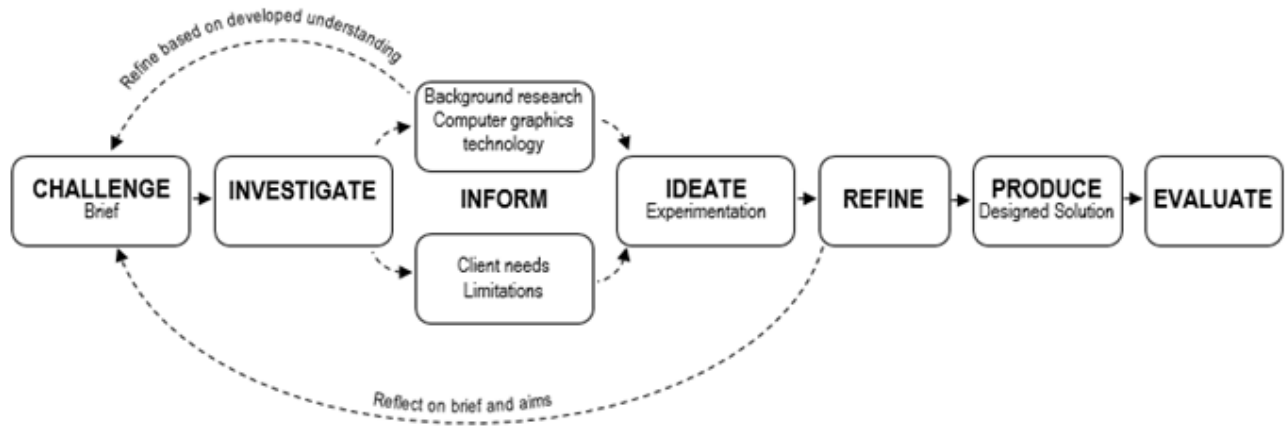 Refine based on developed understanding
Background research
Computer graphics
technology
CHALLENGE
Brief
INVESTIGATE
INFORM
Client needs
Limitations
IDEATE
Experimentation
REFINE
PRODUCE
Designed Solution
EVALUATE
Reflect on brief and aims